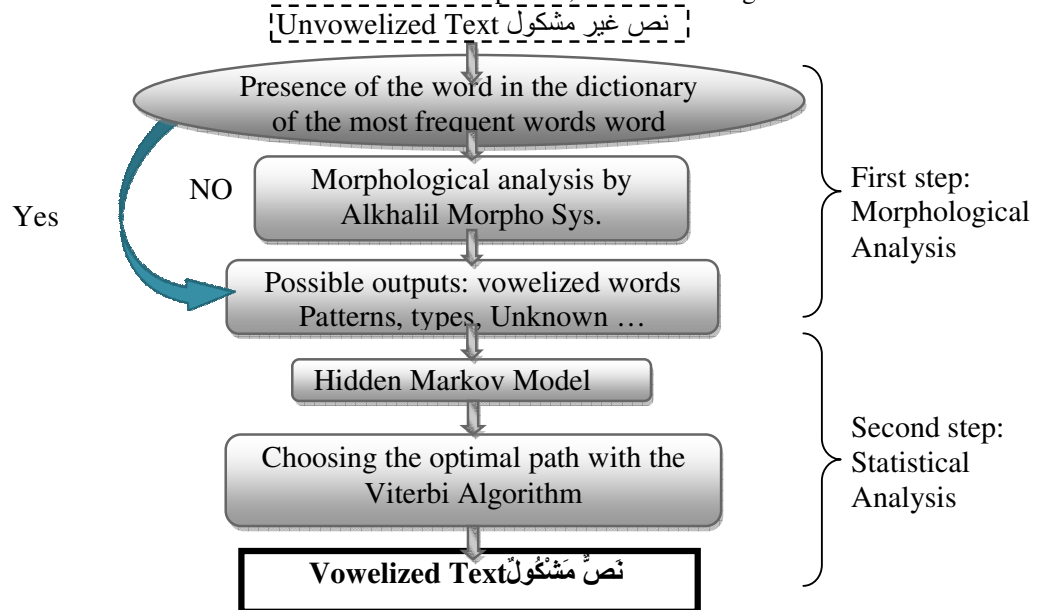 Unvowelized Text نص غير مشكول
Presence of the word in the dictionary
of the most frequent words word
NO
Morphological analysis by
Alkhalil Morpho Sys.
Yes
Possible outputs: vowelized words
Patterns, types, Unknown …
First step:
Morphological
Analysis
Hidden Markov Model
Choosing the optimal path with the
Viterbi Algorithm
Second step:
Statistical
Analysis
Vowelized Text نَصٌّ مَشْكُولٌ